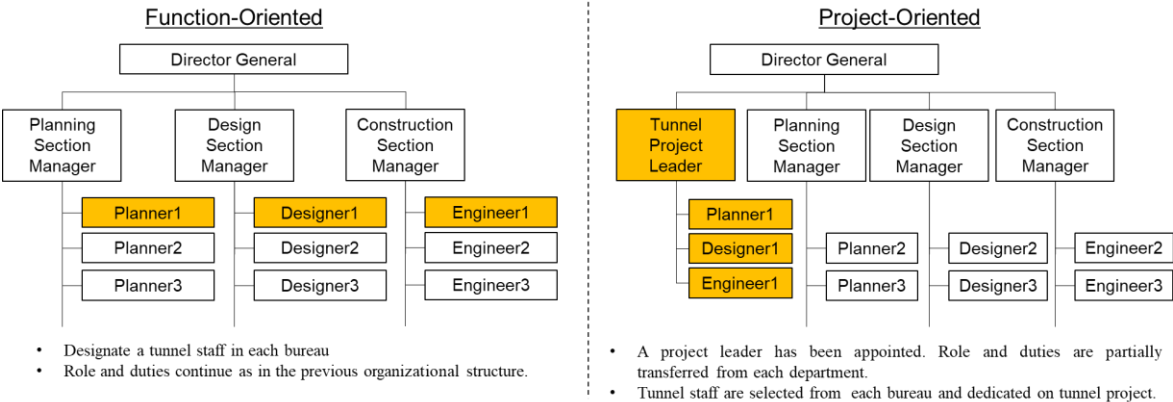 Function-Oriented
Director General
Planning
Section
Manager
Design
Section
Manager
Construction
Section
Manager
Planner1
Designer1
Engineer1
Planner2
Designer2
Engineer2
Planner3
Designer3
Engineer3
• Designate a tunnel staff in each bureau
• Role and duties continue as in the previous organizational structure.
Project-Oriented
Director General
Tunnel
Project
Leader
Planning
Section
Manager
Design
Section
Manager
Construction
Section
Manager
Planner1
Designer1
Engineer1
Planner2
Designer2
Engineer2
Planner3
Designer3
Engineer3
• A project leader has been appointed. Role and duties are partially
transferred from each department.
• Tunnel staff are selected from each bureau and dedicated on tunnel project.